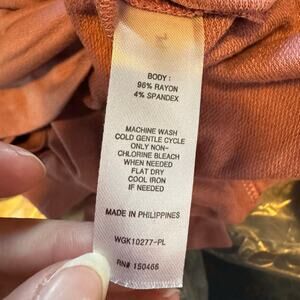 BODY :
96% RAYON
4% SPANDEX
MACHINE WASH
COLD GENTLE CYCLE
ONLY NON-
CHLORINE BLEACH
WHEN NEEDED
FLAT DRY
COOL IRON
IF NEEDED
MADE IN PHILIPPINES
WGK10277-PL
RN# 150466